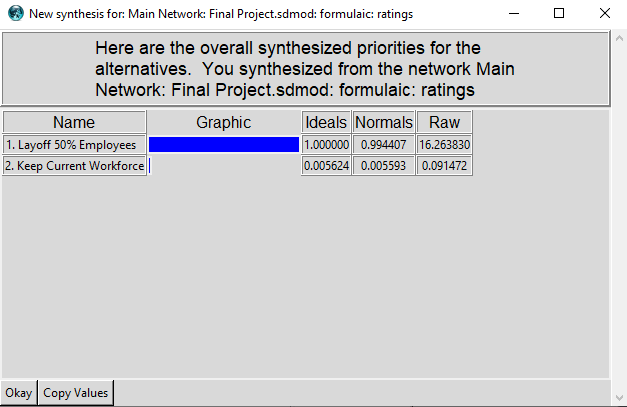 New synthesis for: Main Network: Final Project.sdmod: formulaic: ratings
Here are the overall synthesized priorities for the
alternatives. You synthesized from the network Main
Network: Final Project.sdmod: formulaic: ratings
Name Graphic Ideals Normals Raw
1. Layoff 50% Employees 1.000000 0.994407 16.263830
2. Keep Current Workforce 0.005624 0.005593 0.091472
Okay Copy Values